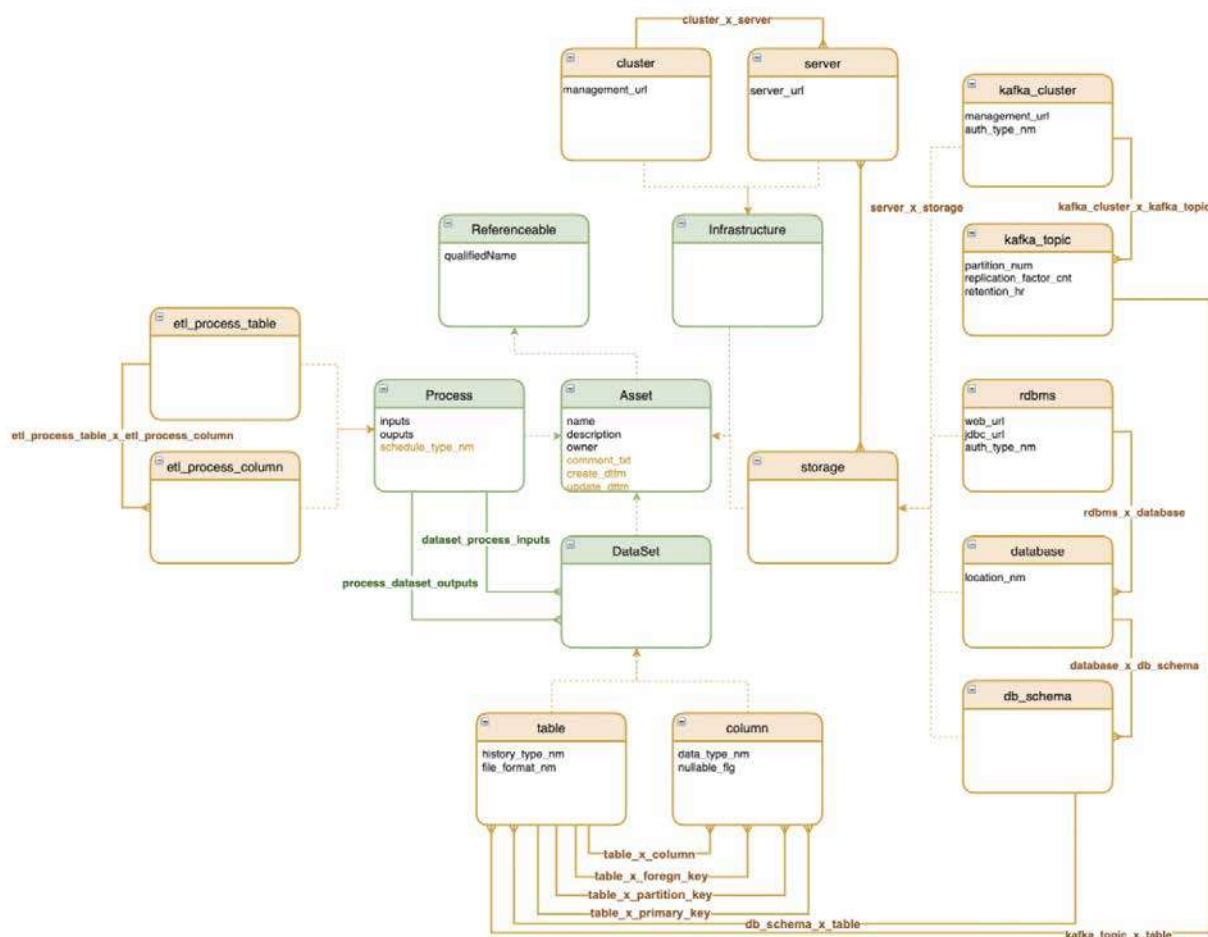 cluster_x_server
cluster
management_url
server
server_url
kafka_cluster
management_url
auth_type_nm
server_x_storage
kafka_cluster_x_kafka_topic
Referenceable
qualifiedName
Infrastructure
kafka_topic
partition_num
replication_factor_cnt
retention_hr
etl_process_table
etl_process_table_x_etl_process_column
etl_process_column
Process
inputs
ouputs
schedule_type_nm
Asset
name
description
owner
comment_txt
create_dttm
update_dttm
storage
rdbms
web_url
jdbc_url
auth_type_nm
rdbms_x_database
dataset_process_inputs
process_dataset_outputs
DataSet
database
location_nm
database_x_db_schema
db_schema
table
history_type_nm
file_format_nm
column
data_type_nm
nullable_flg
table_x_column
table_x_foregn_key
table_x_partition_key
table_x_primary_key
db_schema_x_table
kafka_topic_x_table